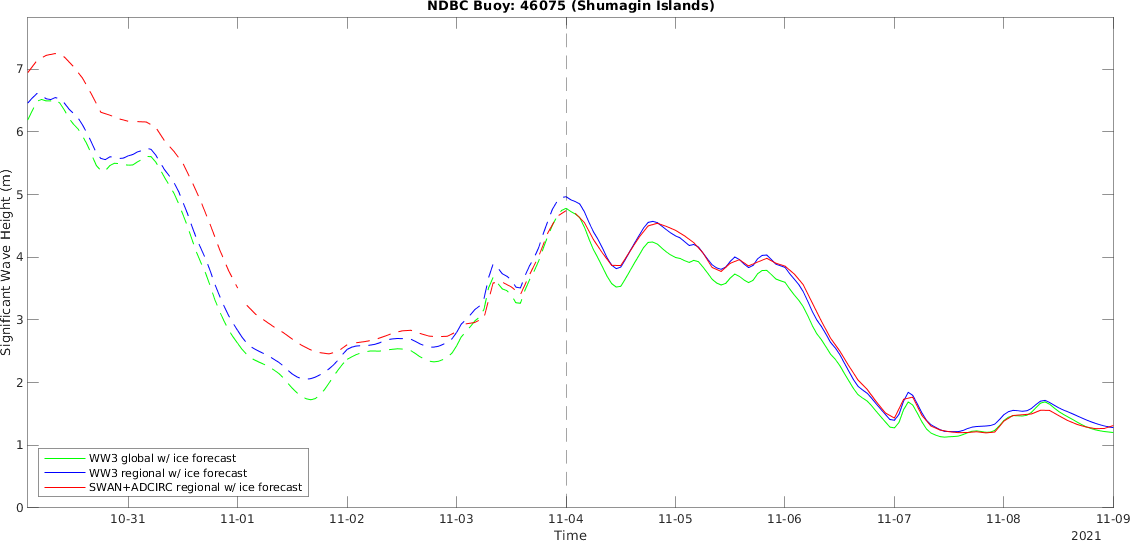 NDBC Buoy: 46075 (Shumagin Islands)
Significant Wave Height (m)
7
6
5
4
3
2
1
0
WW3 global w/ ice forecast
WW3 regional w/ ice forecast
SWAN+ADCIRC regional w/ ice forecast
10-31 11-01 11-02 11-03 11-04 11-05 11-06 11-07 11-08 11-09
Time
2021